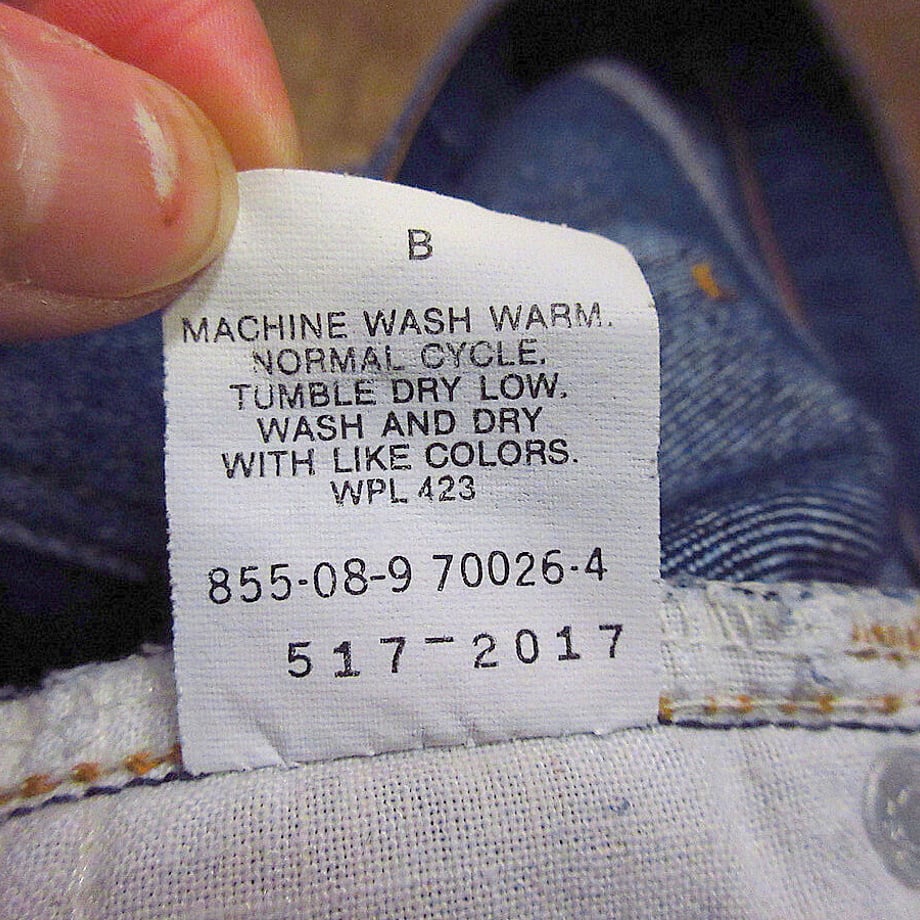 B
MACHINE WASH WARM.
NORMAL CYCLE.
TUMBLE DRY LOW.
WASH AND DRY
WITH LIKE COLORS.
WPL 423
855-08-9 70026-4
517-2017